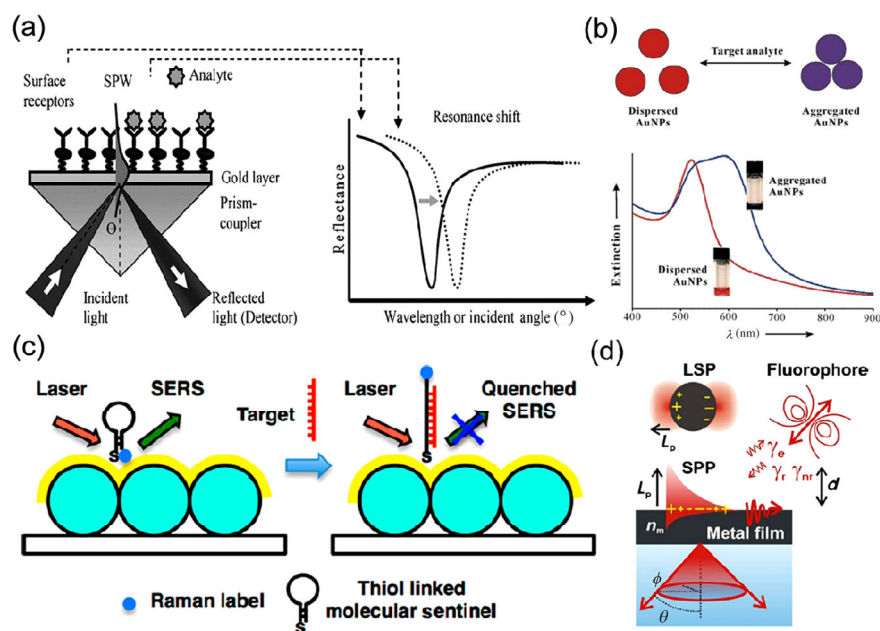 (a)
Surface
receptors
SPW
Analyte
Gold layer
Prism-
coupler
Θ
Incident
light
Reflected
light (Detector)
Resonance shift
Reflectance
Wavelength or incident angle (°)
(b)
Target analyte
Dispersed
AuNPs
Aggregated
AuNPs
Extinction
Aggregated
AuNPs
Dispersed
AuNPs
400
500
600
700
800
900
λ (nm)
(c)
Laser
SERS
S
Target
Laser
Quenched
SERS
S
Raman label
S
Thiol linked
molecular sentinel
(d)
LSP
Fluorophore
+
+
+
−
−
−
Lp
γe
γr γnr
SPP
Lp
d
nm
Metal film
ϕ
θ